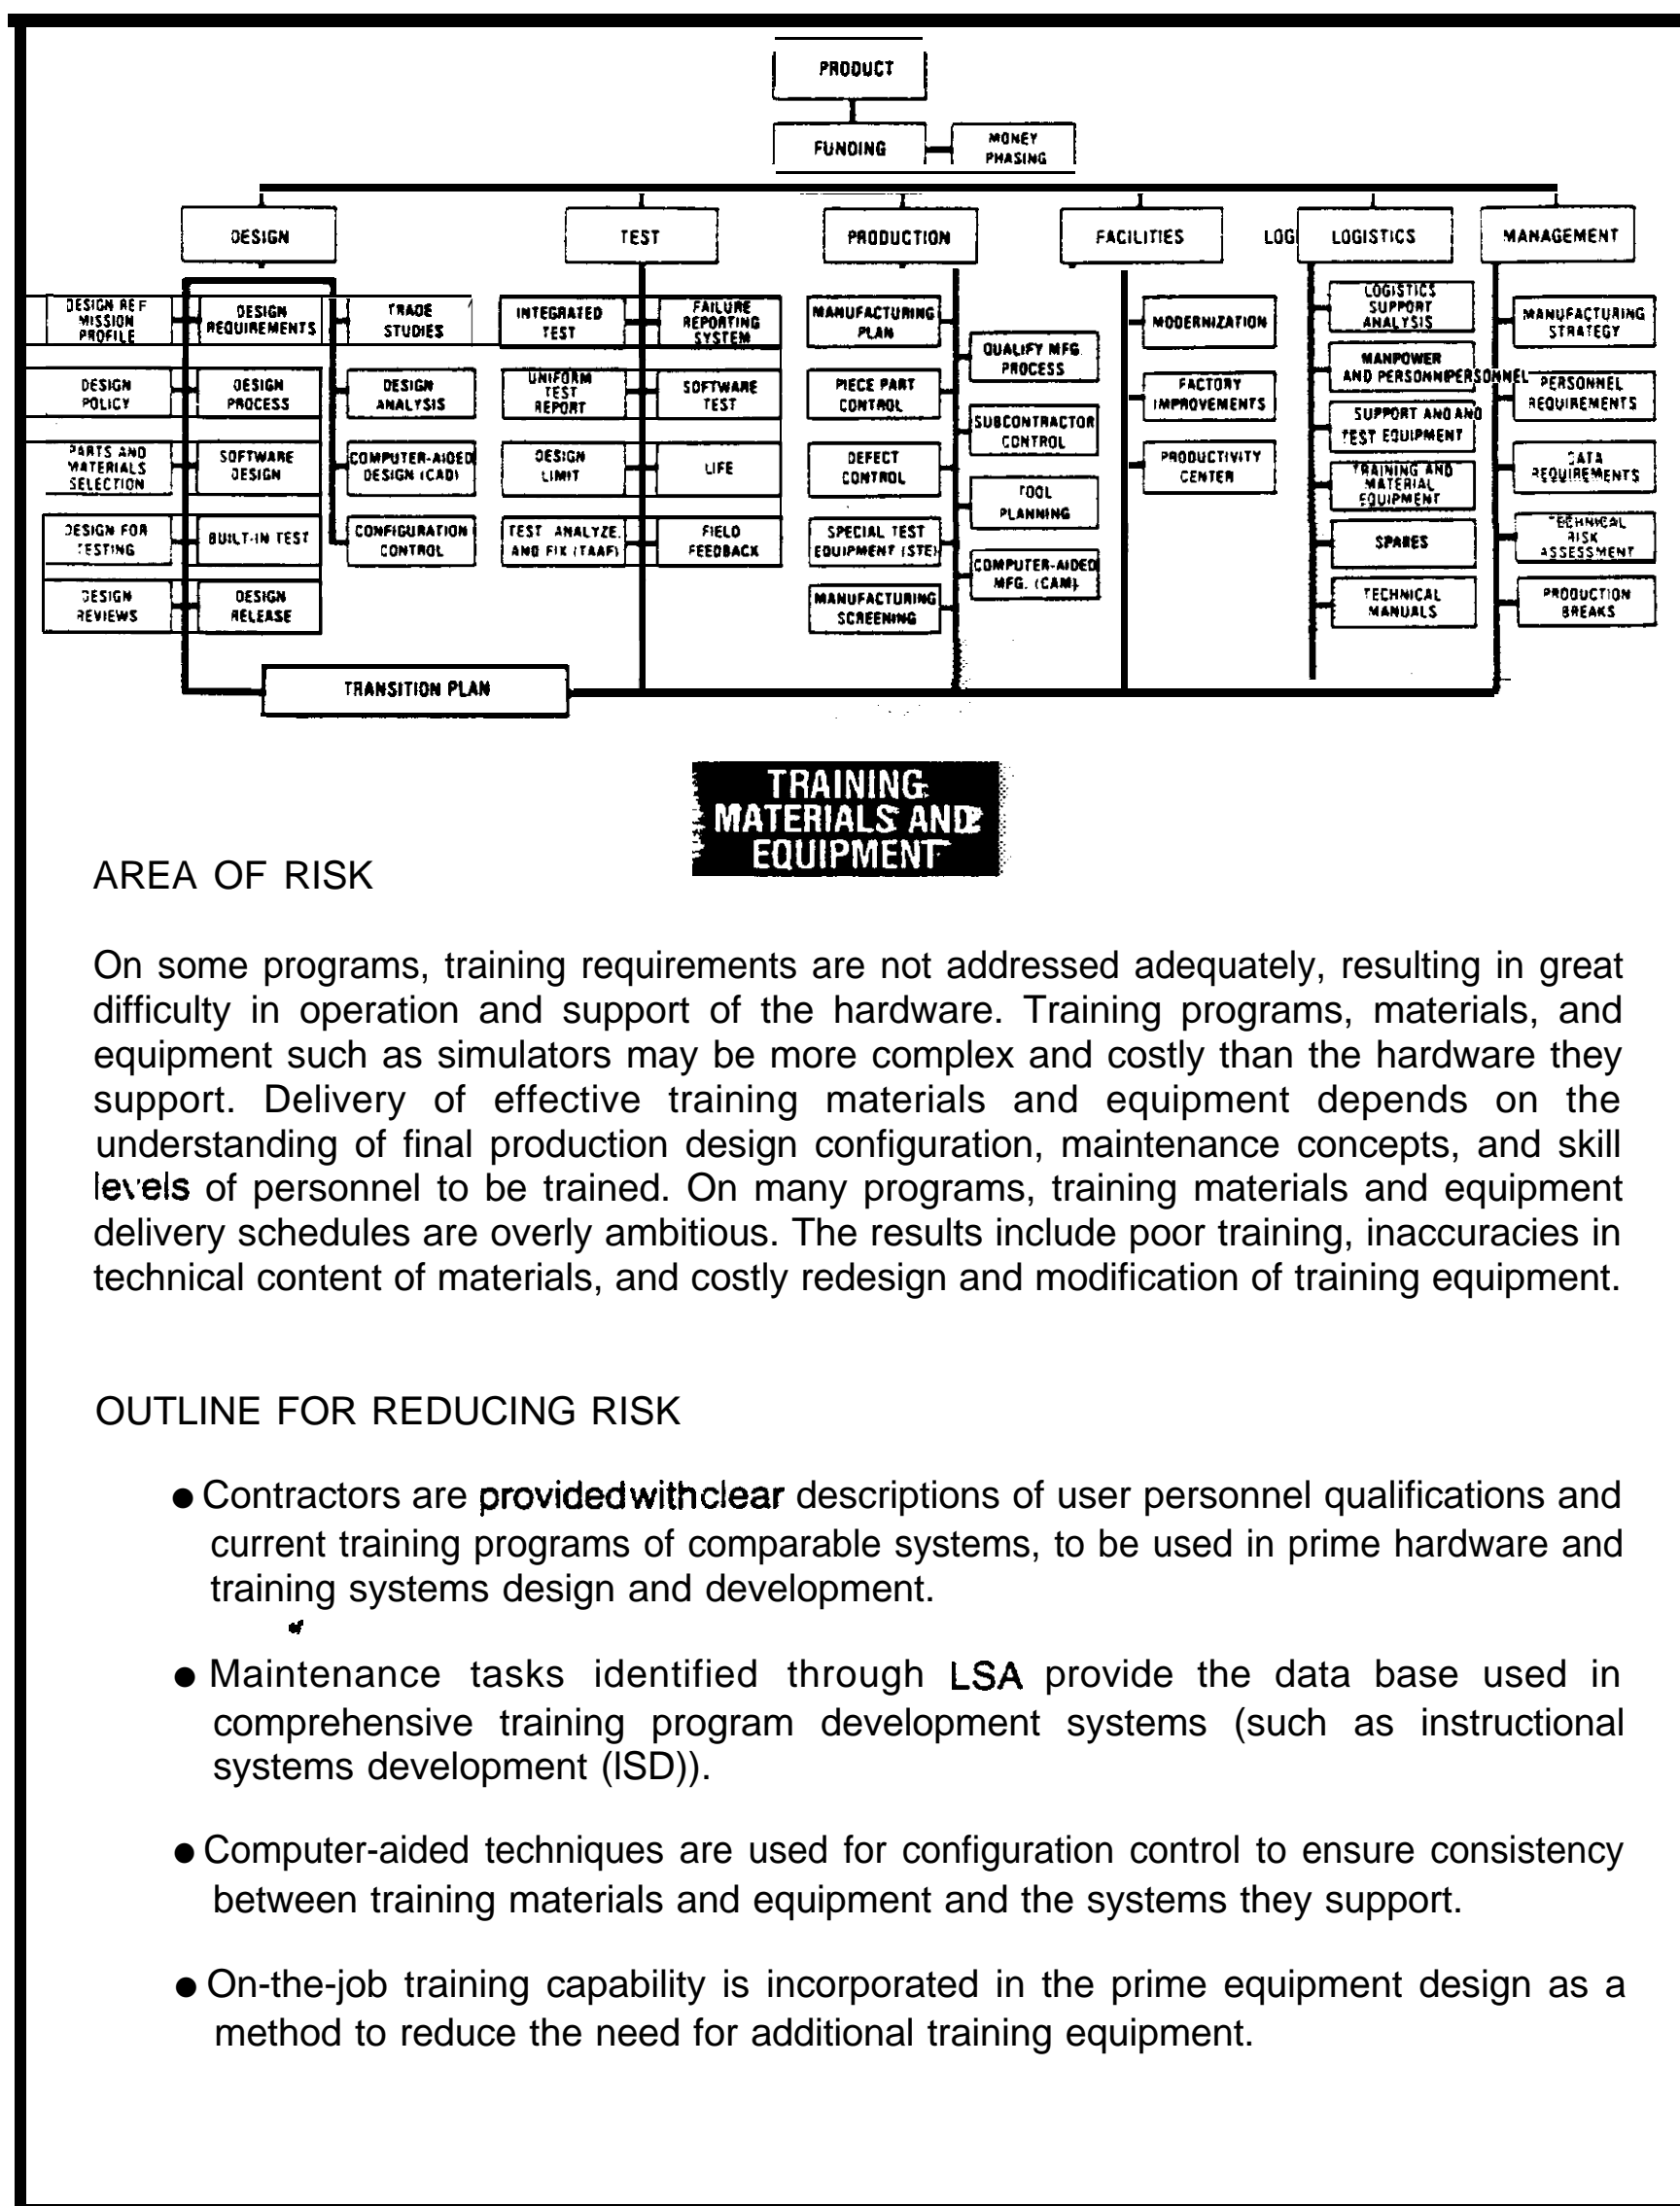 PRODUCT
FUNDING
MONEY
PHASING
DESIGN
TEST
PRODUCTION
FACILITIES
LOGISTICS
MANAGEMENT
DESIGN REF
MISSION
PROFILE
DESIGN
REQUIREMENTS
TRADE
STUDIES
DESIGN
POLICY
DESIGN
PROCESS
DESIGN
ANALYSIS
PARTS AND
MATERIALS
SELECTION
SOFTWARE
DESIGN
COMPUTER-AIDED
DESIGN (CAD)
DESIGN FOR
TESTING
BUILT-IN TEST
CONFIGURATION
CONTROL
DESIGN
REVIEWS
DESIGN
RELEASE
INTEGRATED
TEST
FAILURE
REPORTING
SYSTEM
UNIFORM
TEST
REPORT
SOFTWARE
TEST
DESIGN
LIMIT
LIFE
TEST ANALYZE
AND FIX (TAAF)
FIELD
FEEDBACK
MANUFACTURING
PLAN
QUALIFY MFG.
PROCESS
PIECE PART
CONTROL
SUBCONTRACTOR
CONTROL
DEFECT
CONTROL
TOOL
PLANNING
SPECIAL TEST
EQUIPMENT (STE)
COMPUTER-AIDED
MFG. (CAM)
MANUFACTURING
SCREENING
MODERNIZATION
FACTORY
IMPROVEMENTS
PRODUCTIVITY
CENTER
LOGISTICS
SUPPORT
ANALYSIS
MANPOWER
AND PERSONNEL
SUPPORT AND
TEST EQUIPMENT
TRAINING AND
MATERIAL
EQUIPMENT
SPARES
TECHNICAL
MANUALS
MANUFACTURING
STRATEGY
PERSONNEL
REQUIREMENTS
DATA
REQUIREMENTS
TECHNICAL
RISK
ASSESSMENT
PRODUCTION
BREAKS
TRANSITION PLAN
TRAINING
MATERIALS AND
EQUIPMENT
AREA OF RISK
On some programs, training requirements are not addressed adequately, resulting in great
difficulty in operation and support of the hardware. Training programs, materials, and
equipment such as simulators may be more complex and costly than the hardware they
support. Delivery of effective training materials and equipment depends on the
understanding of final production design configuration, maintenance concepts, and skill
levels of personnel to be trained. On many programs, training materials and equipment
delivery schedules are overly ambitious. The results include poor training, inaccuracies in
technical content of materials, and costly redesign and modification of training equipment.
OUTLINE FOR REDUCING RISK
● Contractors are provided with clear descriptions of user personnel qualifications and
current training programs of comparable systems, to be used in prime hardware and
training systems design and development.
● Maintenance tasks identified through LSA provide the data base used in
comprehensive training program development systems (such as instructional
systems development (ISD)).
● Computer-aided techniques are used for configuration control to ensure consistency
between training materials and equipment and the systems they support.
● On-the-job training capability is incorporated in the prime equipment design as a
method to reduce the need for additional training equipment.